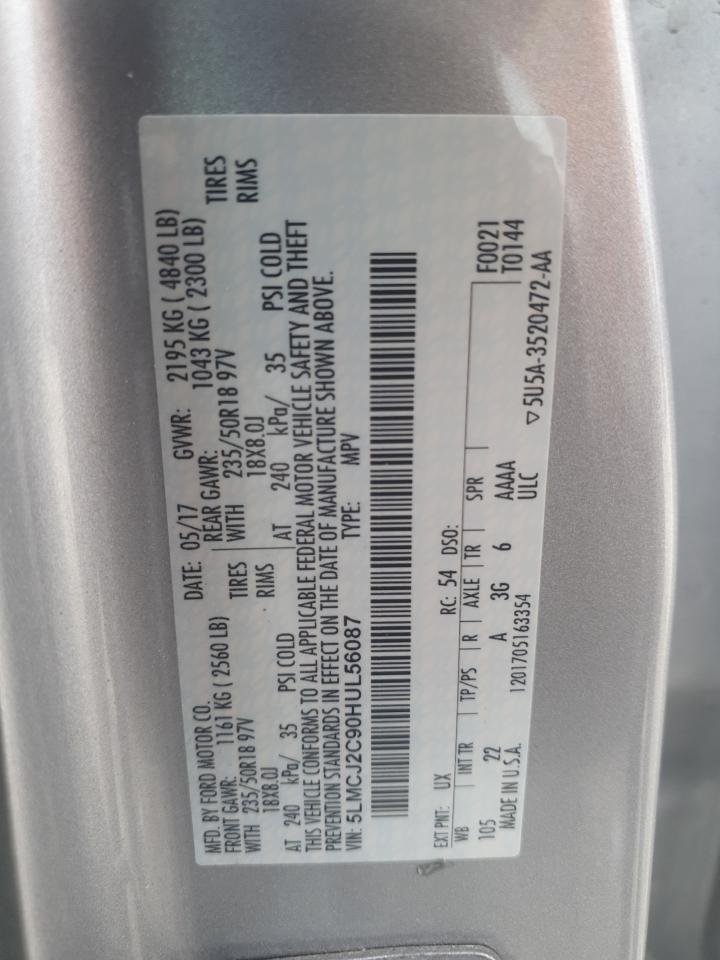 MFD. BY FORD MOTOR CO.
DATE: 05/17 GVWR: 2195 KG ( 4840 LB)
FRONT GAWR: 1161 KG ( 2560 LB) REAR GAWR: 1043 KG ( 2300 LB)
WITH 235/50R18 97V TIRES WITH 235/50R18 97V TIRES
18X8.0J RIMS 18X8.0J RIMS
AT 240 kPa/ 35 PSI COLD AT 240 kPa/ 35 PSI COLD
THIS VEHICLE CONFORMS TO ALL APPLICABLE FEDERAL MOTOR VEHICLE SAFETY AND THEFT
PREVENTION STANDARDS IN EFFECT ON THE DATE OF MANUFACTURE SHOWN ABOVE.
VIN: 5LMCJ2C90HUL56087 TYPE: MPV
EXT PNT: UX RC: 54 DSO:
WB INT TR TP/PS R AXLE TR SPR F0021
105 22 A 3G 6 AAAA T0144
MADE IN U.S.A. 1201705163354 ULC
▽ 5U5A-3520472-AA